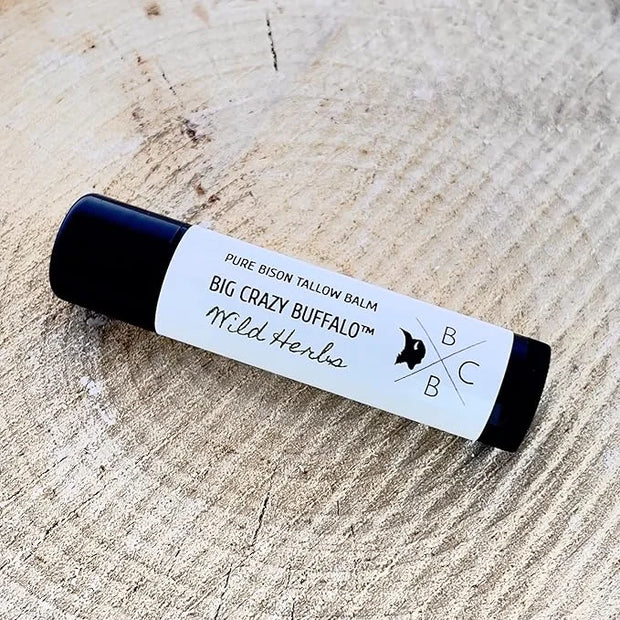 PURE BISON TALLOW BALM
BIG CRAZY BUFFALO™
Wild Herbs
B
C
B